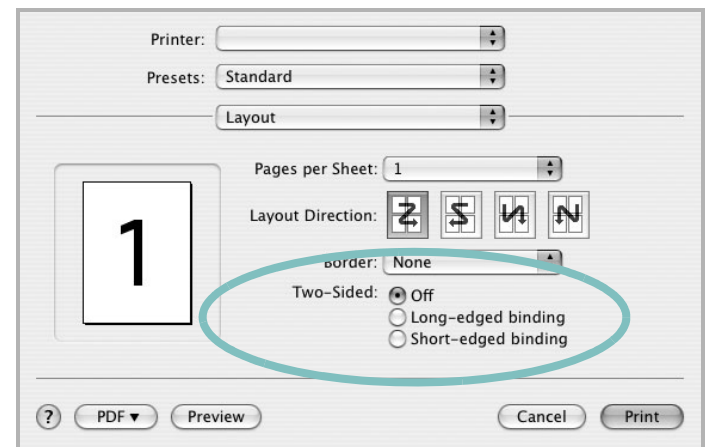 Printer:
Presets: Standard
Layout
Pages per Sheet: 1
Layout Direction:
Border: None
1
Two-Sided: Off
Long-edged binding
Short-edged binding
? PDF▼ Preview Cancel Print